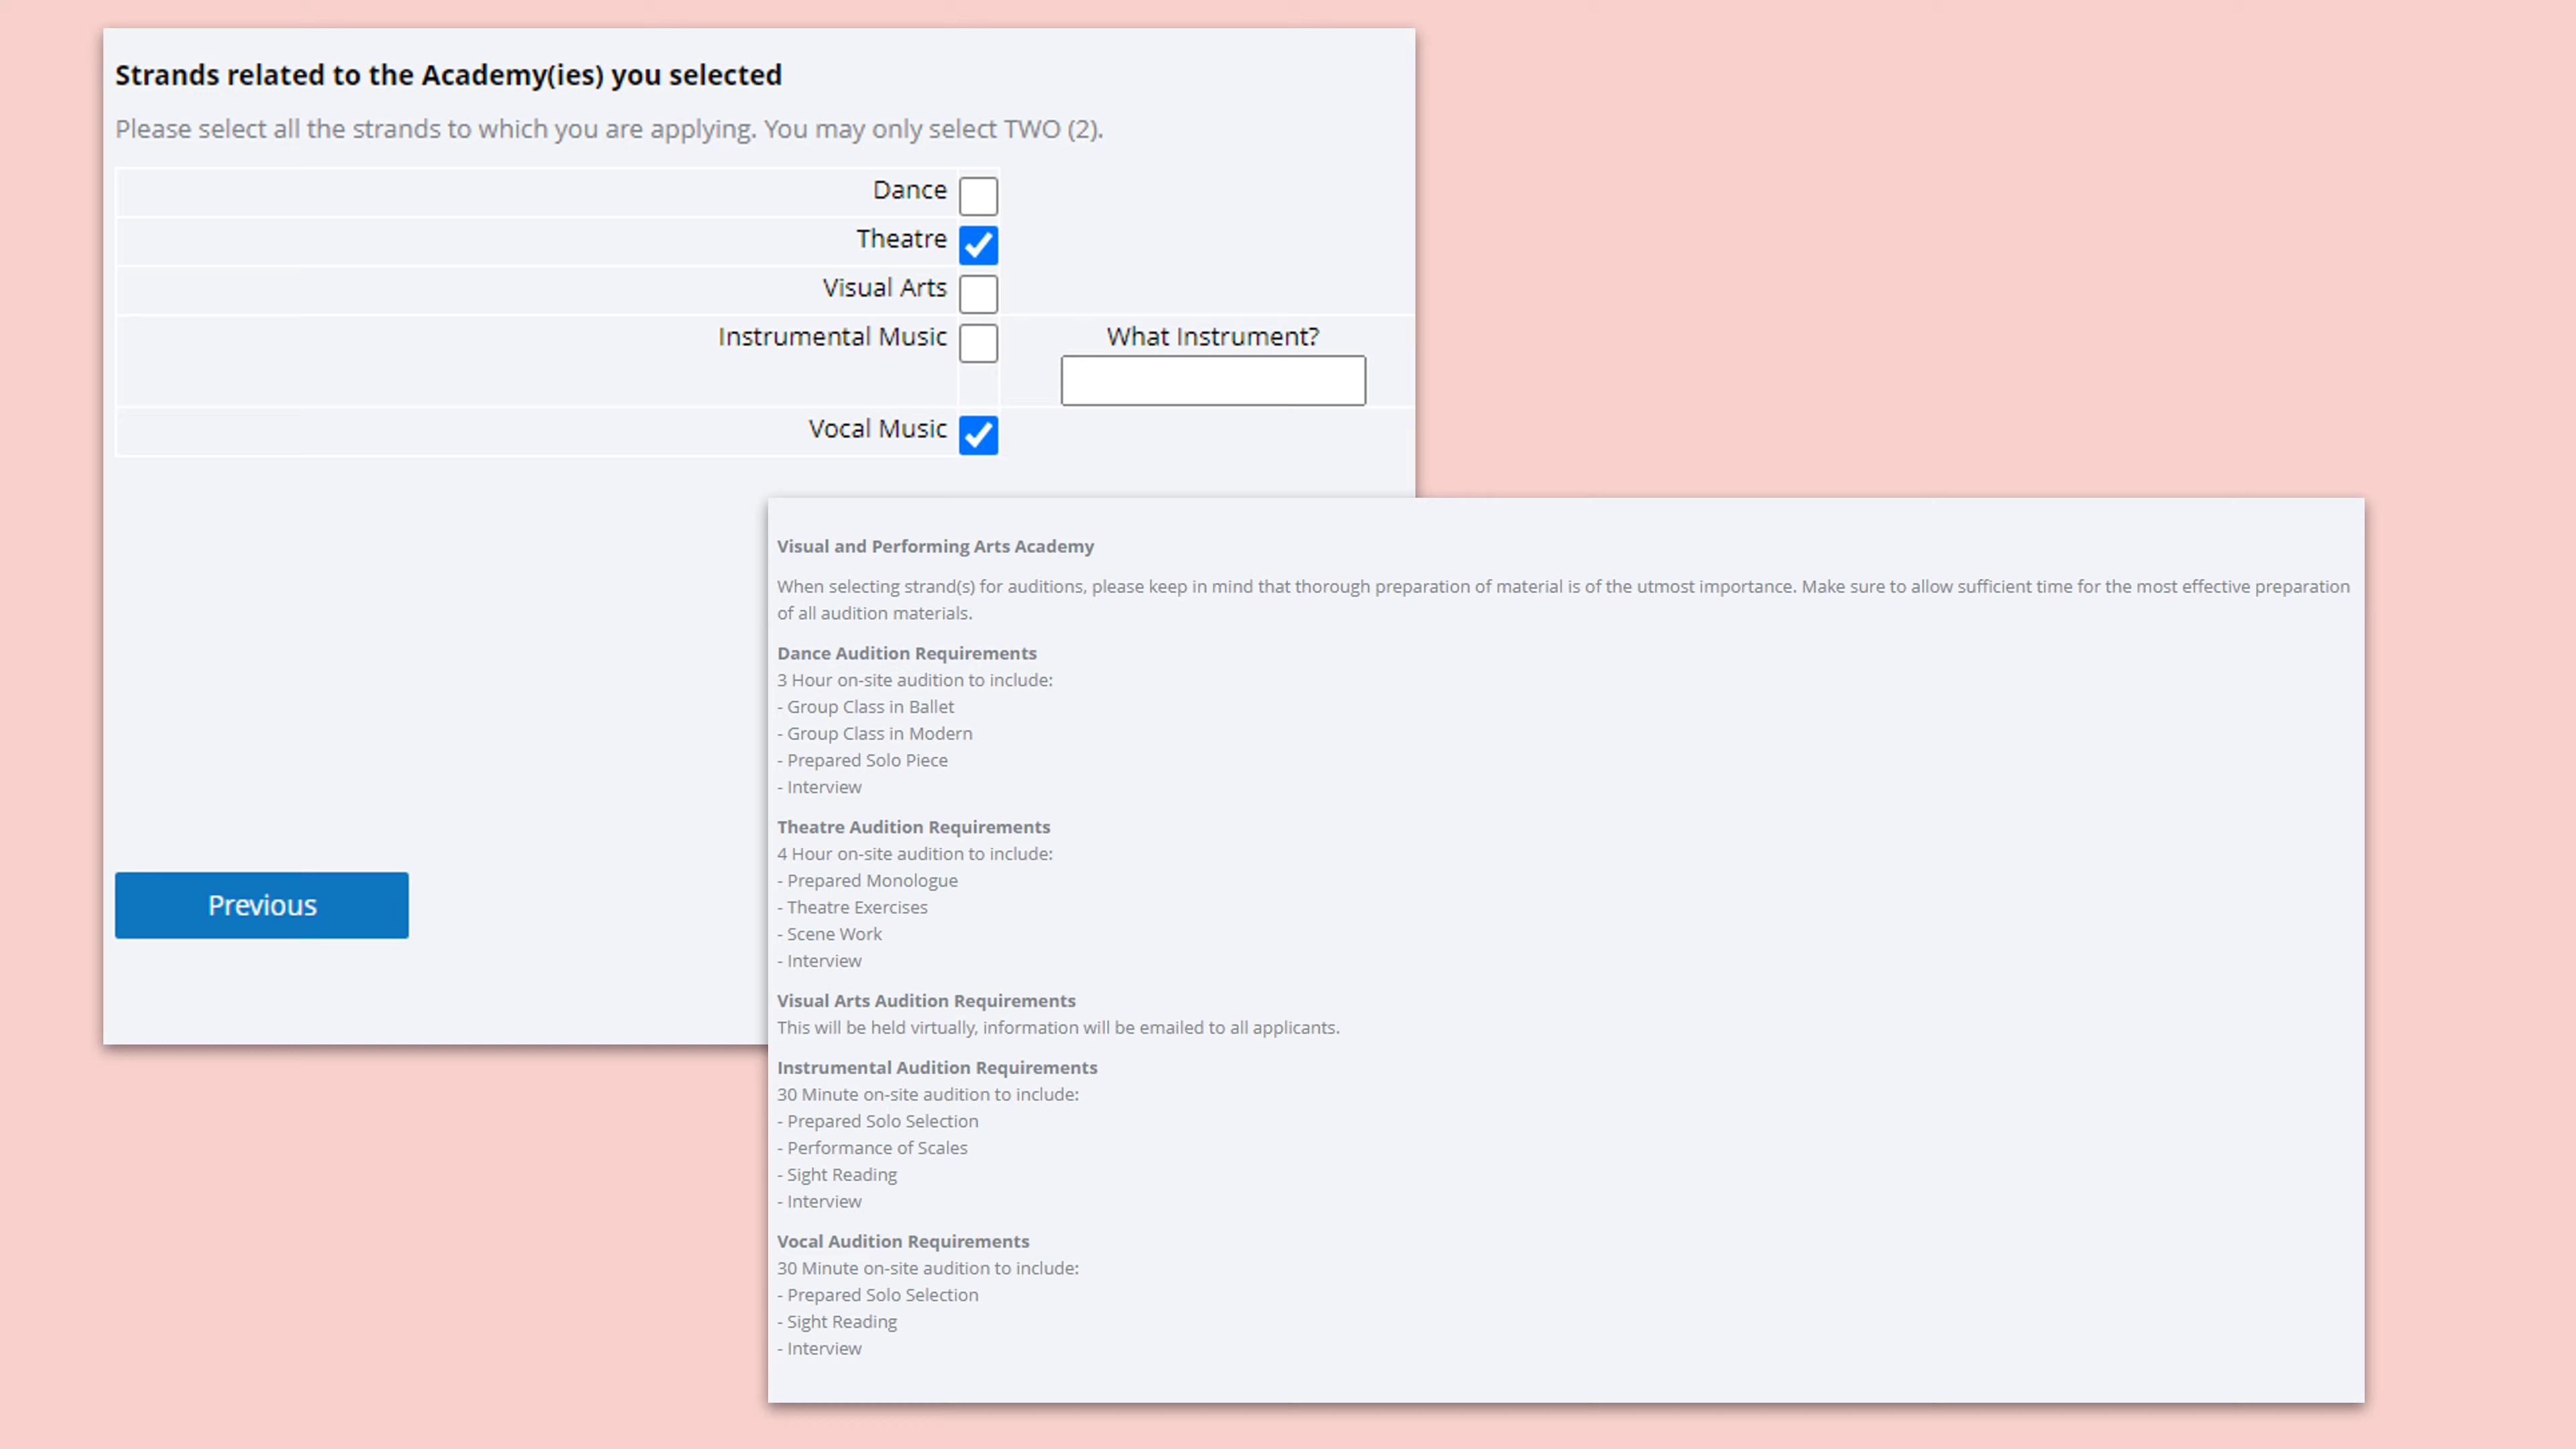 Strands related to the Academy(ies) you selected
Please select all the strands to which you are applying. You may only select TWO (2).
Dance
Theatre
Visual Arts
Instrumental Music
What Instrument?
Vocal Music
Previous
Visual and Performing Arts Academy
When selecting strand(s) for auditions, please keep in mind that thorough preparation of material is of the utmost importance. Make sure to allow sufficient time for the most effective preparation
of all audition materials.
Dance Audition Requirements
3 Hour on-site audition to include:
- Group Class in Ballet
- Group Class in Modern
- Prepared Solo Piece
- Interview
Theatre Audition Requirements
4 Hour on-site audition to include:
- Prepared Monologue
- Theatre Exercises
- Scene Work
- Interview
Visual Arts Audition Requirements
This will be held virtually, information will be emailed to all applicants.
Instrumental Audition Requirements
30 Minute on-site audition to include:
- Prepared Solo Selection
- Performance of Scales
- Sight Reading
- Interview
Vocal Audition Requirements
30 Minute on-site audition to include:
- Prepared Solo Selection
- Sight Reading
- Interview